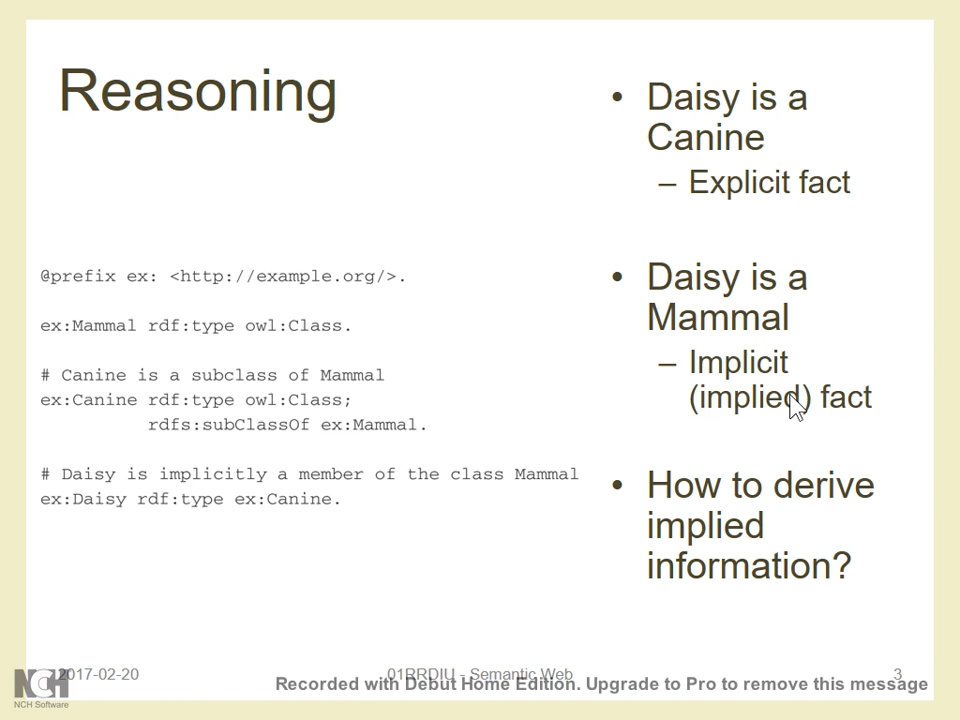 Reasoning
@prefix ex: <http://example.org/>.
ex:Mammal rdf:type owl:Class.
# Canine is a subclass of Mammal
ex:Canine rdf:type owl:Class;
rdfs:subClassOf ex:Mammal.
# Daisy is implicitly a member of the class Mammal
ex:Daisy rdf:type ex:Canine.
• Daisy is a
Canine
– Explicit fact
• Daisy is a
Mammal
– Implicit
(implied) fact
• How to derive
implied
information?
2017-02-20
01RRDIU - Semantic Web
3
NCH
NCH Software
Recorded with Debut Home Edition. Upgrade to Pro to remove this message